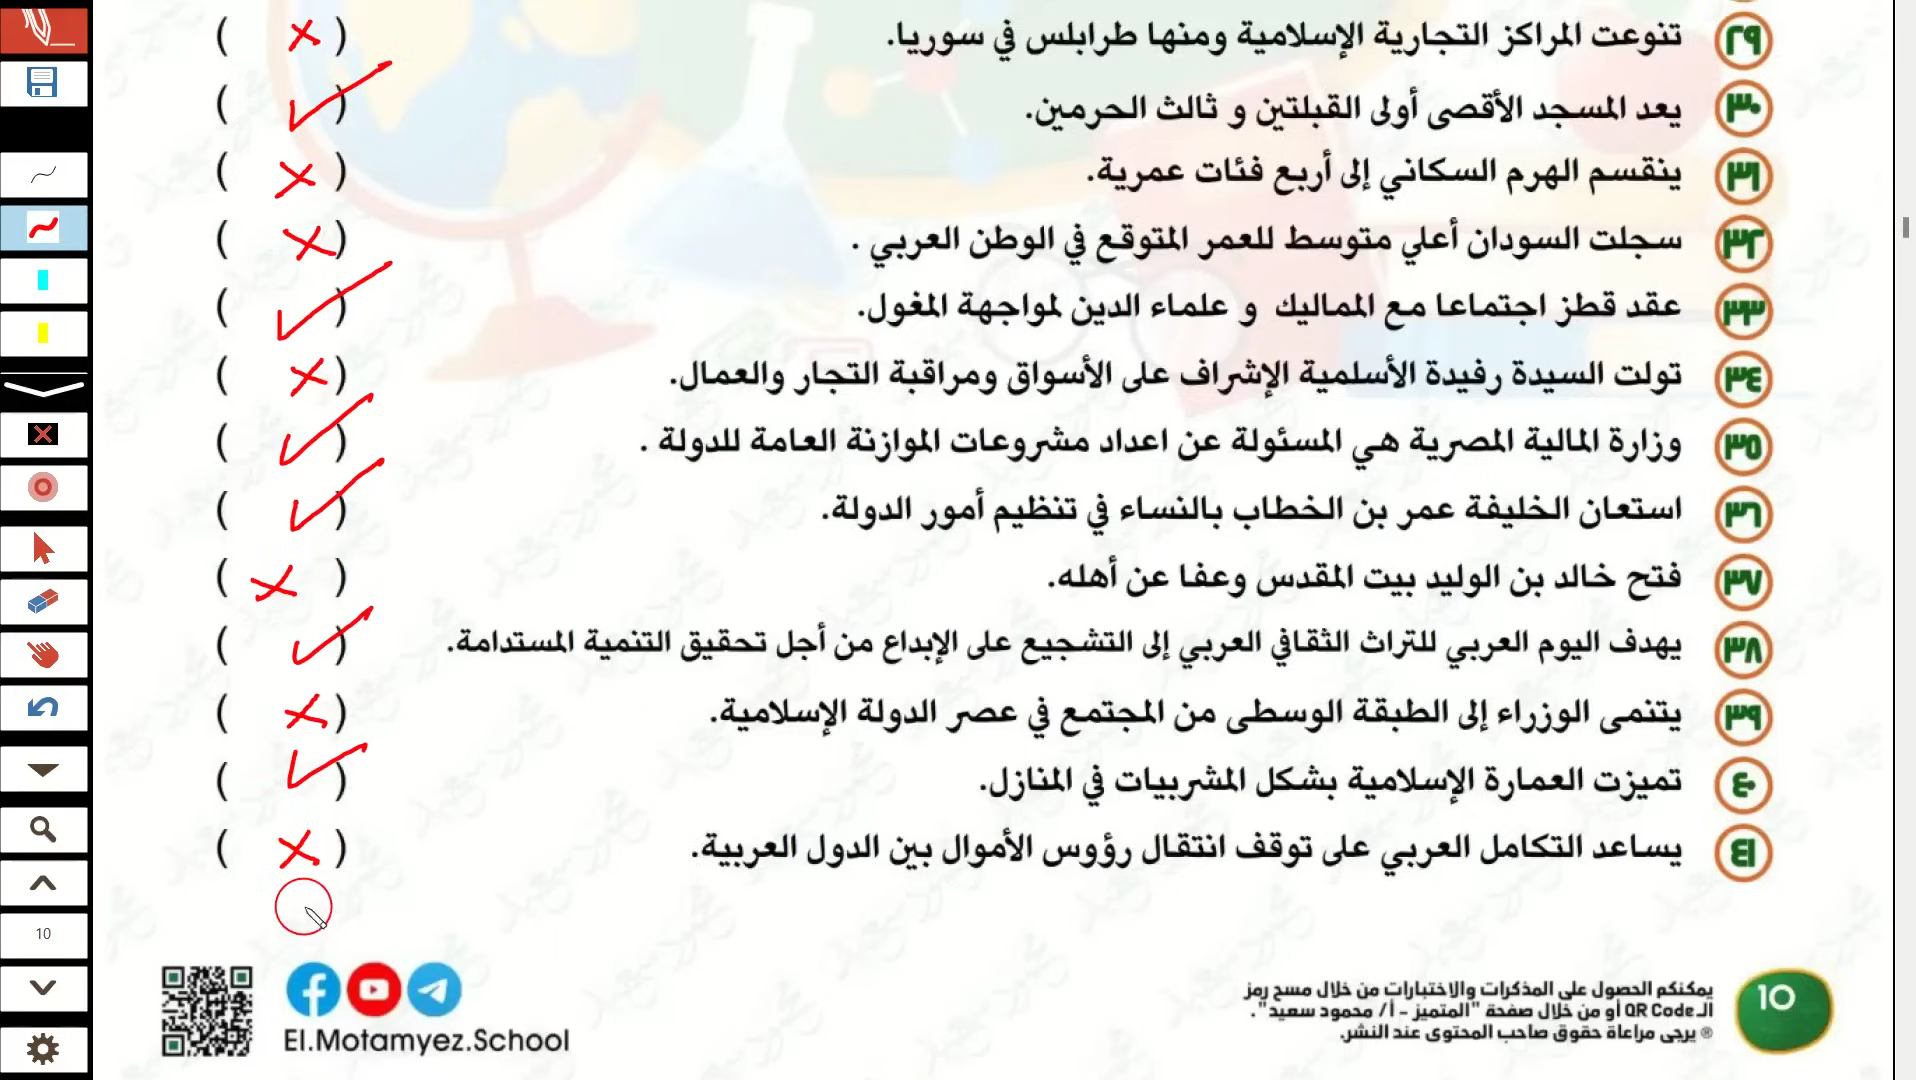 ٢٩ تنوعت المراكز التجارية الإسلامية ومنها طرابلس في سوريا. ( × )
٣٠ يعد المسجد الأقصى أولى القبلتين و ثالث الحرمين. ( ✓ )
٣١ ينقسم الهرم السكاني إلى أربع فئات عمرية. ( × )
٣٢ سجلت السودان أعلي متوسط للعمر المتوقع في الوطن العربي . ( × )
٣٣ عقد قطز اجتماعا مع المماليك و علماء الدين لمواجهة المغول. ( ✓ )
٣٤ تولت السيدة رفيدة الأسلمية الإشراف على الأسواق ومراقبة التجار والعمال. ( × )
٣٥ وزارة المالية المصرية هي المسئولة عن اعداد مشروعات الموازنة العامة للدولة . ( ✓ )
٣٦ استعان الخليفة عمر بن الخطاب بالنساء في تنظيم أمور الدولة. ( ✓ )
٣٧ فتح خالد بن الوليد بيت المقدس وعفا عن أهله. ( × )
٣٨ يهدف اليوم العربي للتراث الثقافي العربي إلى التشجيع على الإبداع من أجل تحقيق التنمية المستدامة. ( ✓ )
٣٩ يتنمى الوزراء إلى الطبقة الوسطى من المجتمع في عصر الدولة الإسلامية. ( × )
٤٠ تميزت العمارة الإسلامية بشكل المشربيات في المنازل. ( ✓ )
٤١ يساعد التكامل العربي على توقف انتقال رؤوس الأموال بين الدول العربية. ( × )
10
يمكنكم الحصول على المذكرات والاختبارات من خلال مسح رمز
الـ QR Code أو من خلال صفحة "المتميز - أ/ محمود سعيد".
® يرجى مراعاة حقوق صاحب المحتوى عند النشر.
El.Motamyez.School
10